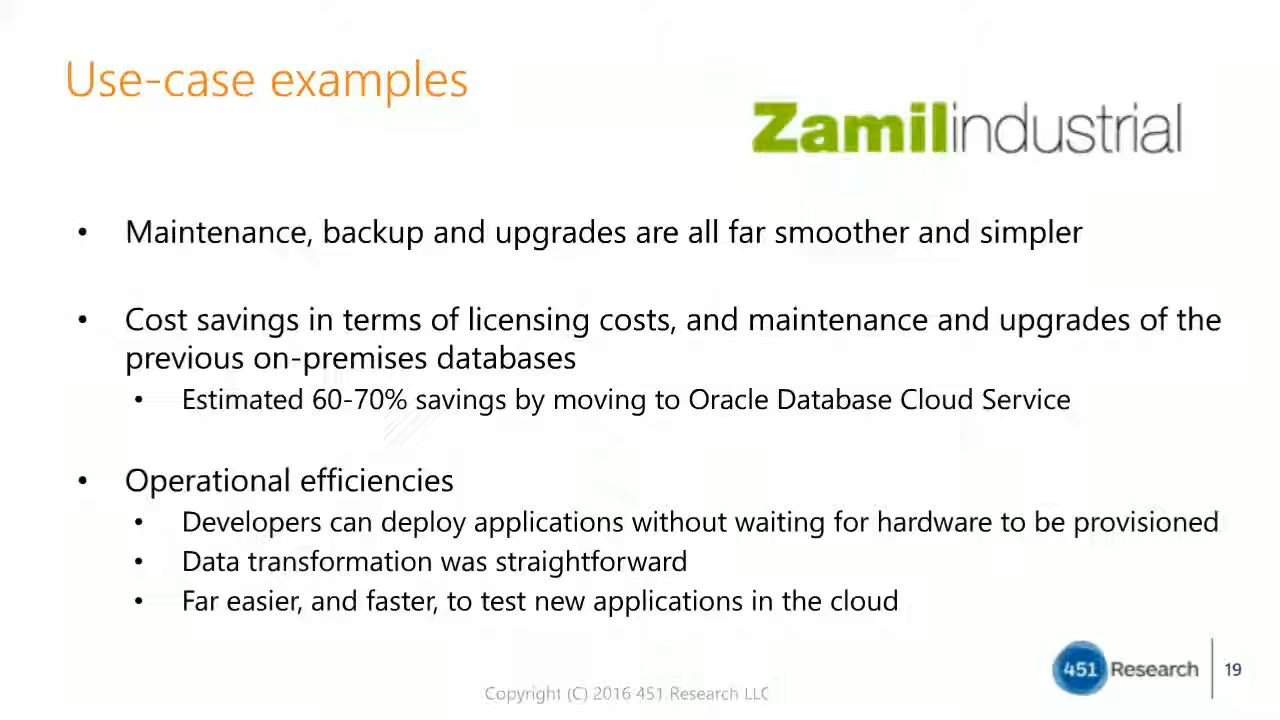 Use-case examples
Zamilindustrial
• Maintenance, backup and upgrades are all far smoother and simpler
• Cost savings in terms of licensing costs, and maintenance and upgrades of the
previous on-premises databases
• Estimated 60-70% savings by moving to Oracle Database Cloud Service
• Operational efficiencies
• Developers can deploy applications without waiting for hardware to be provisioned
• Data transformation was straightforward
• Far easier, and faster, to test new applications in the cloud
451 Research 19
Copyright (C) 2016 451 Research LLC